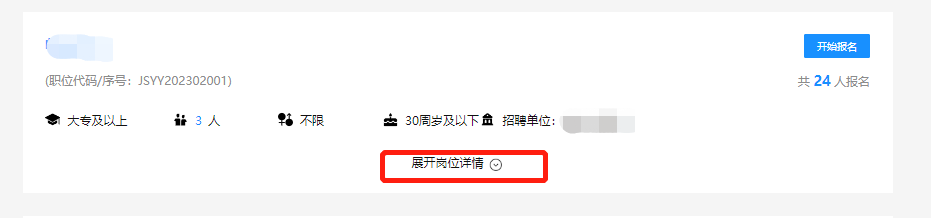 开始报名
(职位代码/序号：JSYY202302001)
共 24 人报名
大专及以上 3 人 不限 30周岁及以下 招聘单位：
展开岗位详情